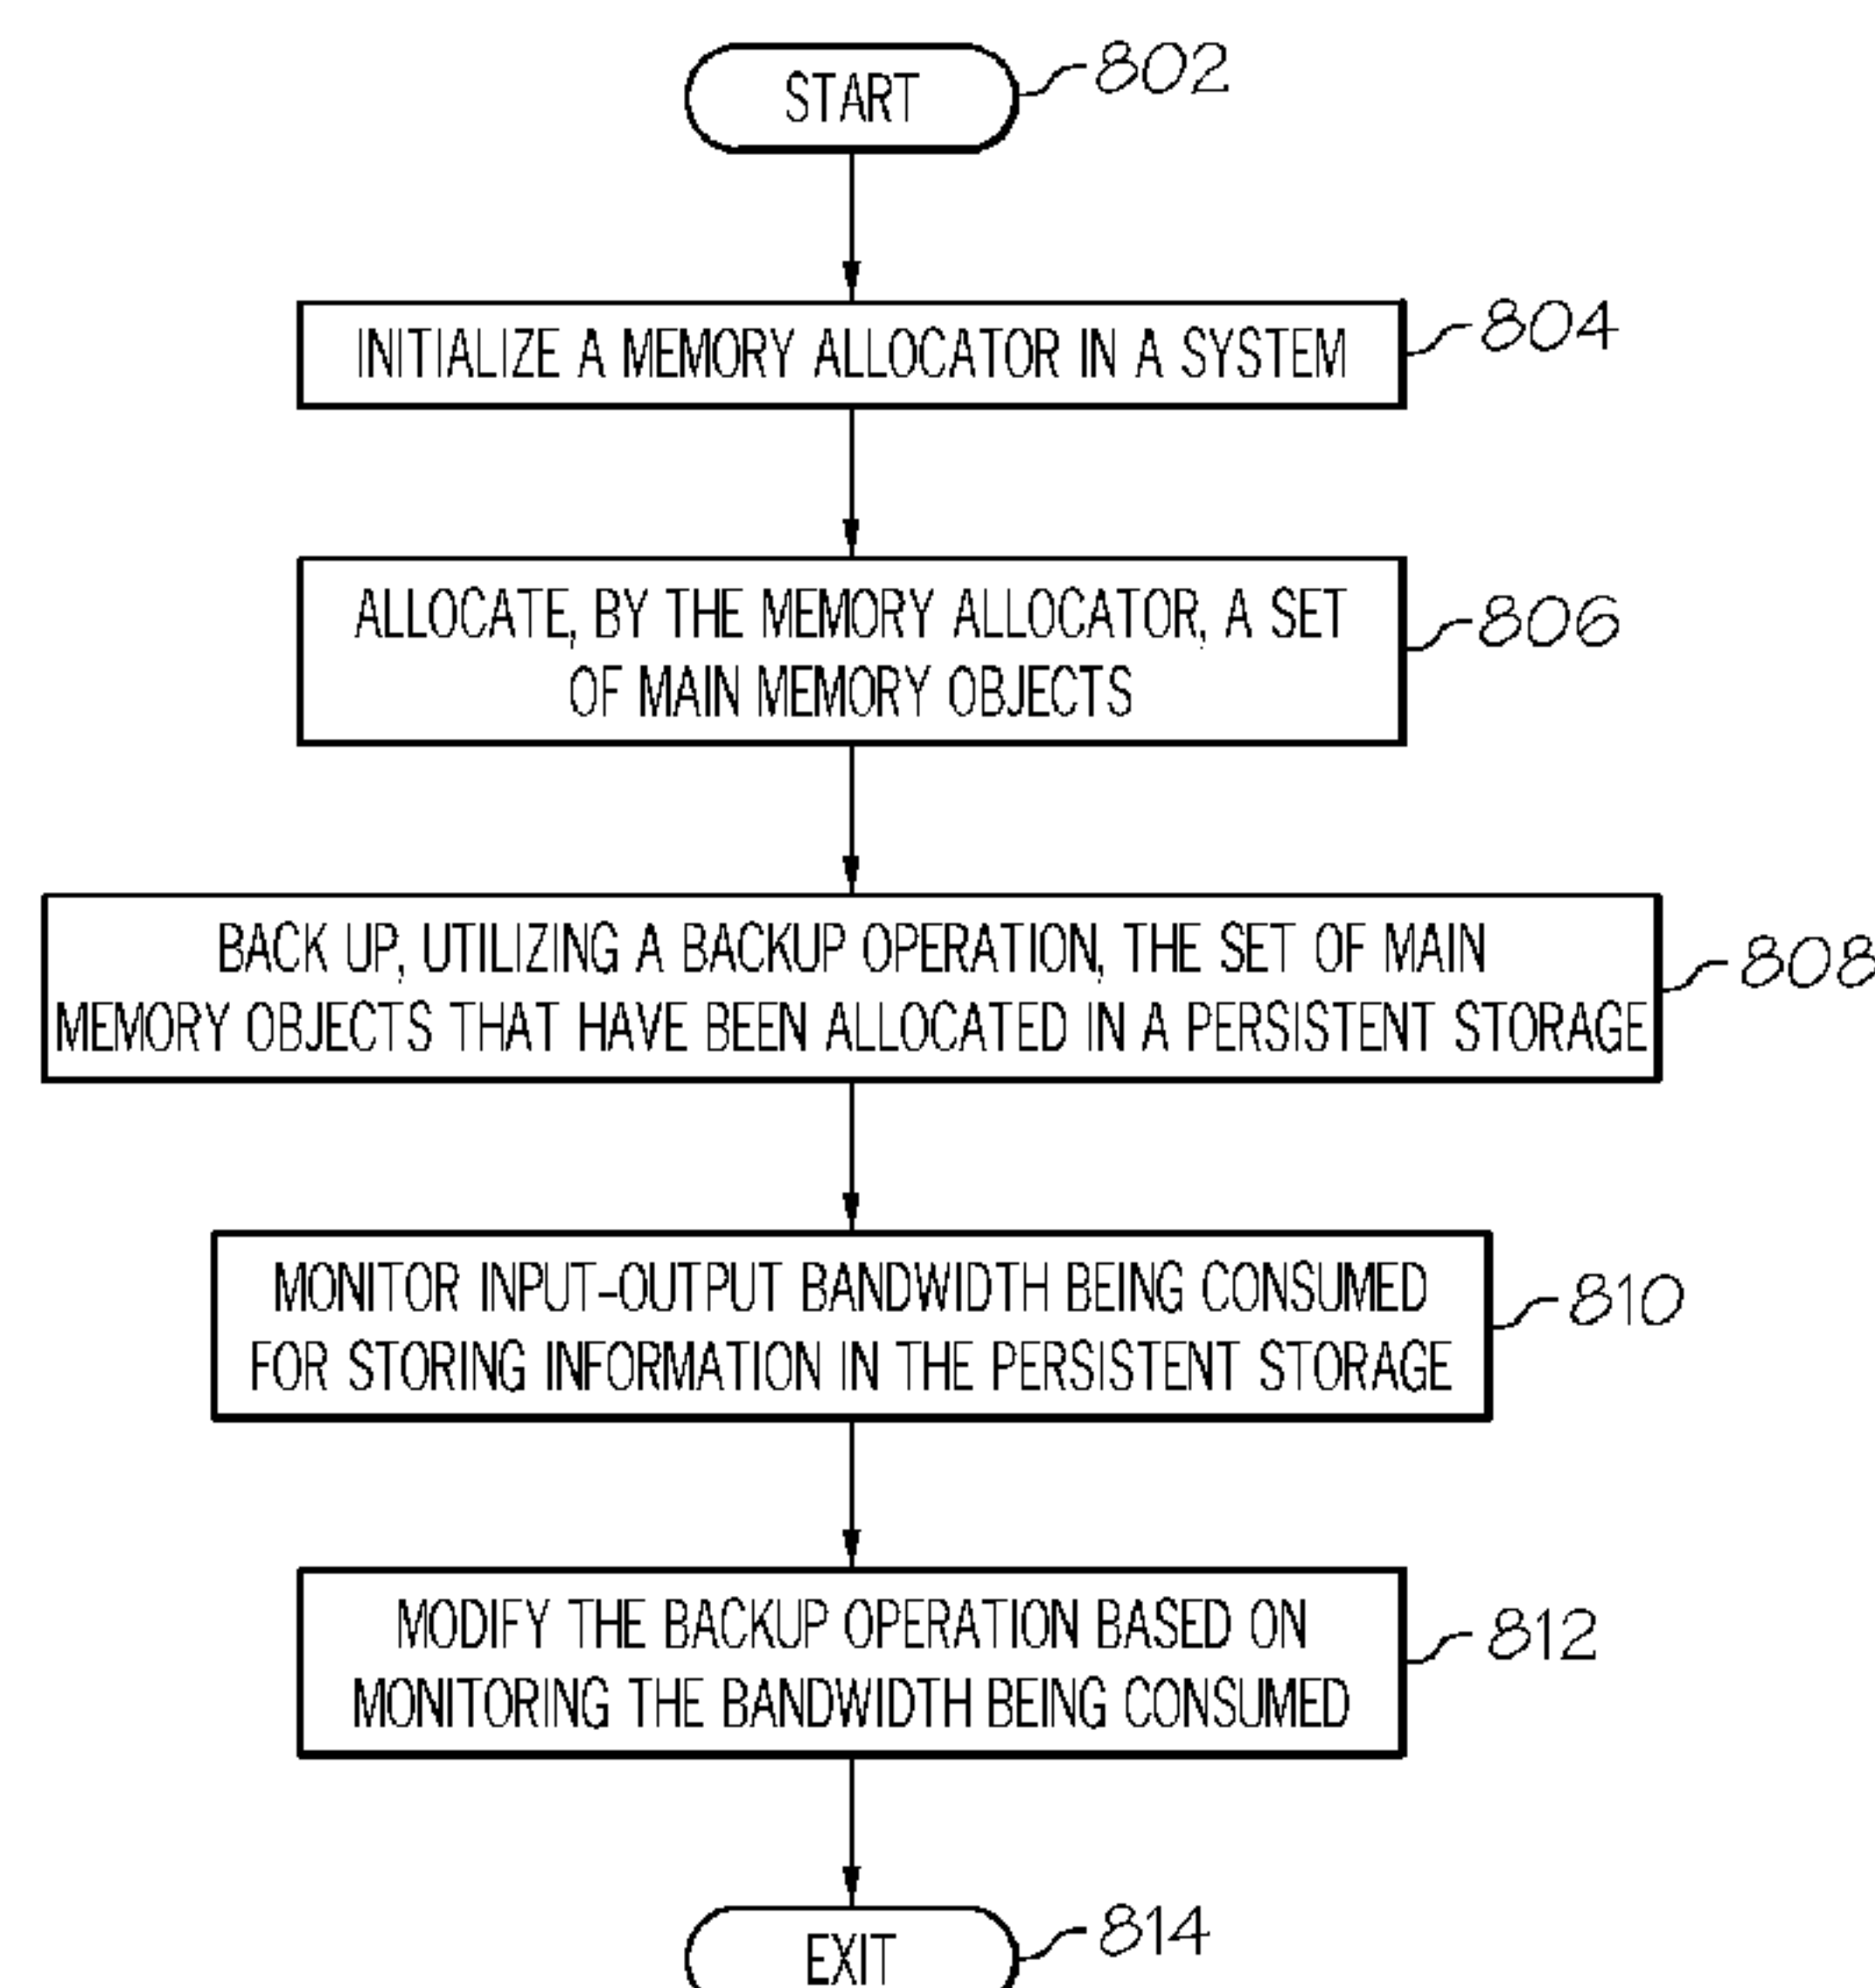 START
802
INITIALIZE A MEMORY ALLOCATOR IN A SYSTEM
804
ALLOCATE, BY THE MEMORY ALLOCATOR, A SET
OF MAIN MEMORY OBJECTS
806
BACK UP, UTILIZING A BACKUP OPERATION, THE SET OF MAIN
MEMORY OBJECTS THAT HAVE BEEN ALLOCATED IN A PERSISTENT STORAGE
808
MONITOR INPUT-OUTPUT BANDWIDTH BEING CONSUMED
FOR STORING INFORMATION IN THE PERSISTENT STORAGE
810
MODIFY THE BACKUP OPERATION BASED ON
MONITORING THE BANDWIDTH BEING CONSUMED
812
EXIT
814